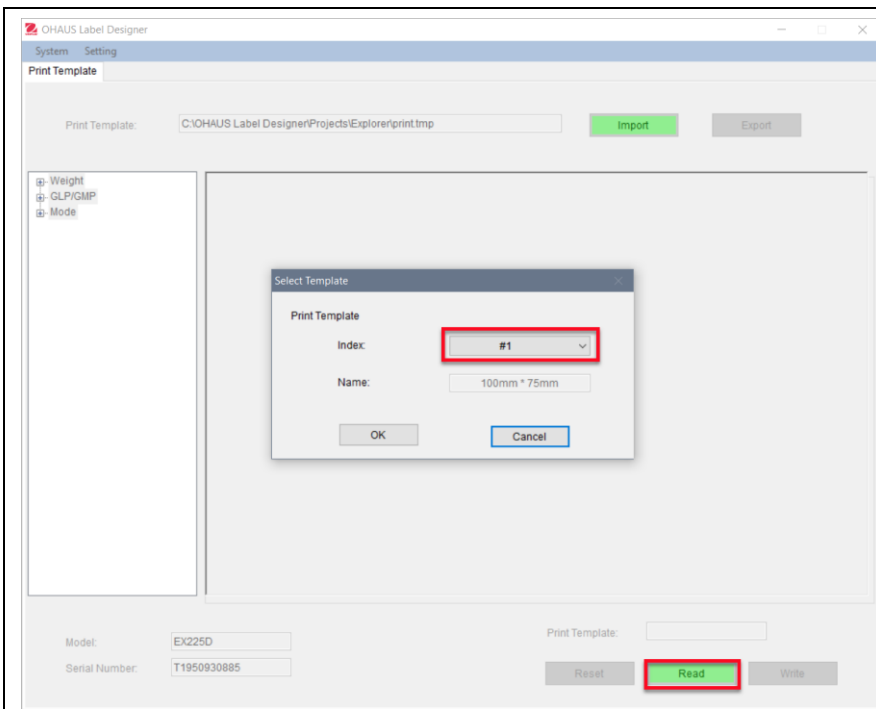 OHAUS Label Designer
System Setting
Print Template
Print Template: C:\OHAUS Label Designer\Projects\Explorer\print.tmp Import Export
Weight
GLP/GMP
Mode
Select Template
Print Template
Index: #1
Name: 100mm * 75mm
OK Cancel
Model: EX225D
Print Template:
Serial Number: T1950930885
Reset Read Write